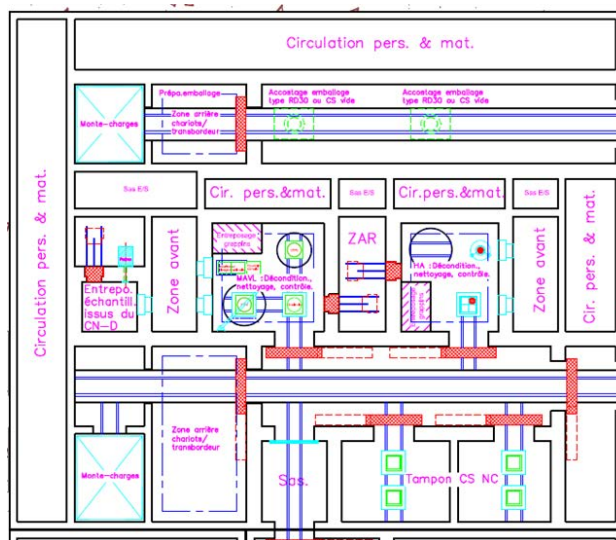 Circulation pers. & mat.
Circulation pers. & mat.
Prépa.emballage
Accostage emballage
type RD30 ou CS vide
Accostage emballage
type RD30 ou CS vide
Monte-charges
Zone arrière
chariots/
transbordeur
Sas E/S
Cir. pers.&mat.
Sas E/S
Cir.pers.&mat.
Sas E/S
Cir. pers. & mat.
Zone avant
Entreposage
grappins
ZAR
Zone avant
MAVL :Décondition.,
nettoyage, contrôle.
HA :Décondition.,
nettoyage, contrôle.
Entrepo.
échantill.
issus du
CN-D
Zone arrière
chariots/
transbordeur
Monte-charges
Sas.
Tampon CS NC